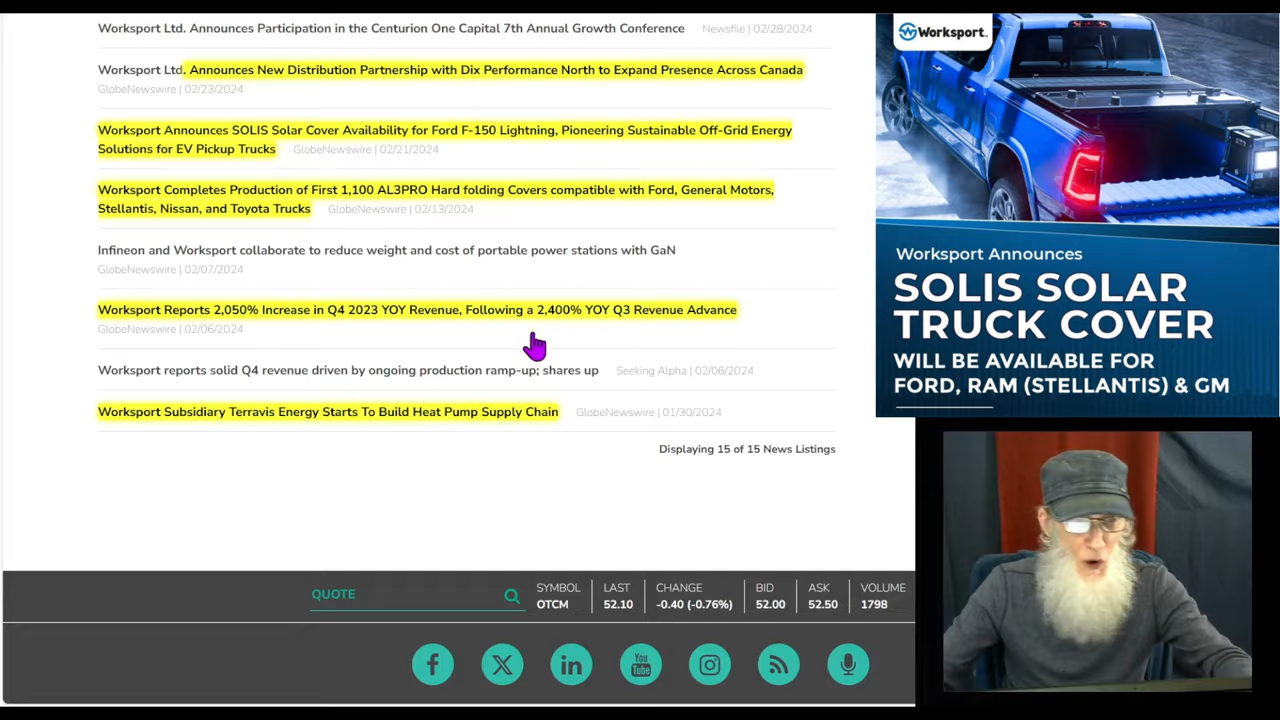 Worksport Ltd. Announces Participation in the Centurion One Capital 7th Annual Growth Conference Newsfile | 02/28/2024
Worksport Ltd. Announces New Distribution Partnership with Dix Performance North to Expand Presence Across Canada
GlobeNewswire | 02/23/2024
Worksport Announces SOLIS Solar Cover Availability for Ford F-150 Lightning, Pioneering Sustainable Off-Grid Energy
Solutions for EV Pickup Trucks GlobeNewswire | 02/21/2024
Worksport Completes Production of First 1,100 AL3PRO Hard folding Covers compatible with Ford, General Motors,
Stellantis, Nissan, and Toyota Trucks GlobeNewswire | 02/13/2024
Infineon and Worksport collaborate to reduce weight and cost of portable power stations with GaN
GlobeNewswire | 02/07/2024
Worksport Reports 2,050% Increase in Q4 2023 YOY Revenue, Following a 2,400% YOY Q3 Revenue Advance
GlobeNewswire | 02/06/2024
Worksport reports solid Q4 revenue driven by ongoing production ramp-up; shares up Seeking Alpha | 02/06/2024
Worksport Subsidiary Terravis Energy Starts To Build Heat Pump Supply Chain GlobeNewswire | 01/30/2024
Displaying 15 of 15 News Listings
QUOTE
SYMBOL LAST CHANGE BID ASK VOLUME
OTCM 52.10 -0.40 (-0.76%) 52.00 52.50 1798
You
Tube
Worksport
Worksport Announces
SOLIS SOLAR
TRUCK COVER
WILL BE AVAILABLE FOR
FORD, RAM (STELLANTIS) & GM